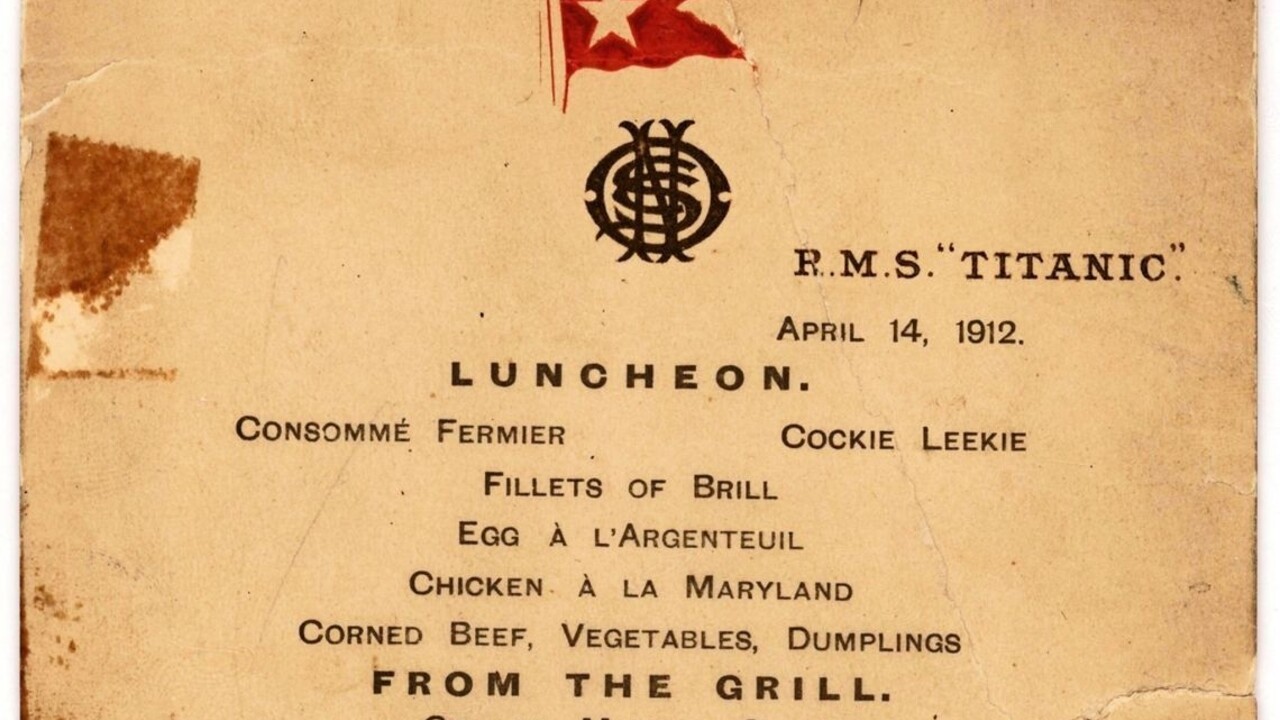 R.M.S. “TITANIC”.
APRIL 14, 1912.
LUNCHEON.
CONSOMMÉ FERMIER COCKIE LEEKIE
FILLETS OF BRILL
EGG À L’ARGENTEUIL
CHICKEN À LA MARYLAND
CORNED BEEF, VEGETABLES, DUMPLINGS
FROM THE GRILL.